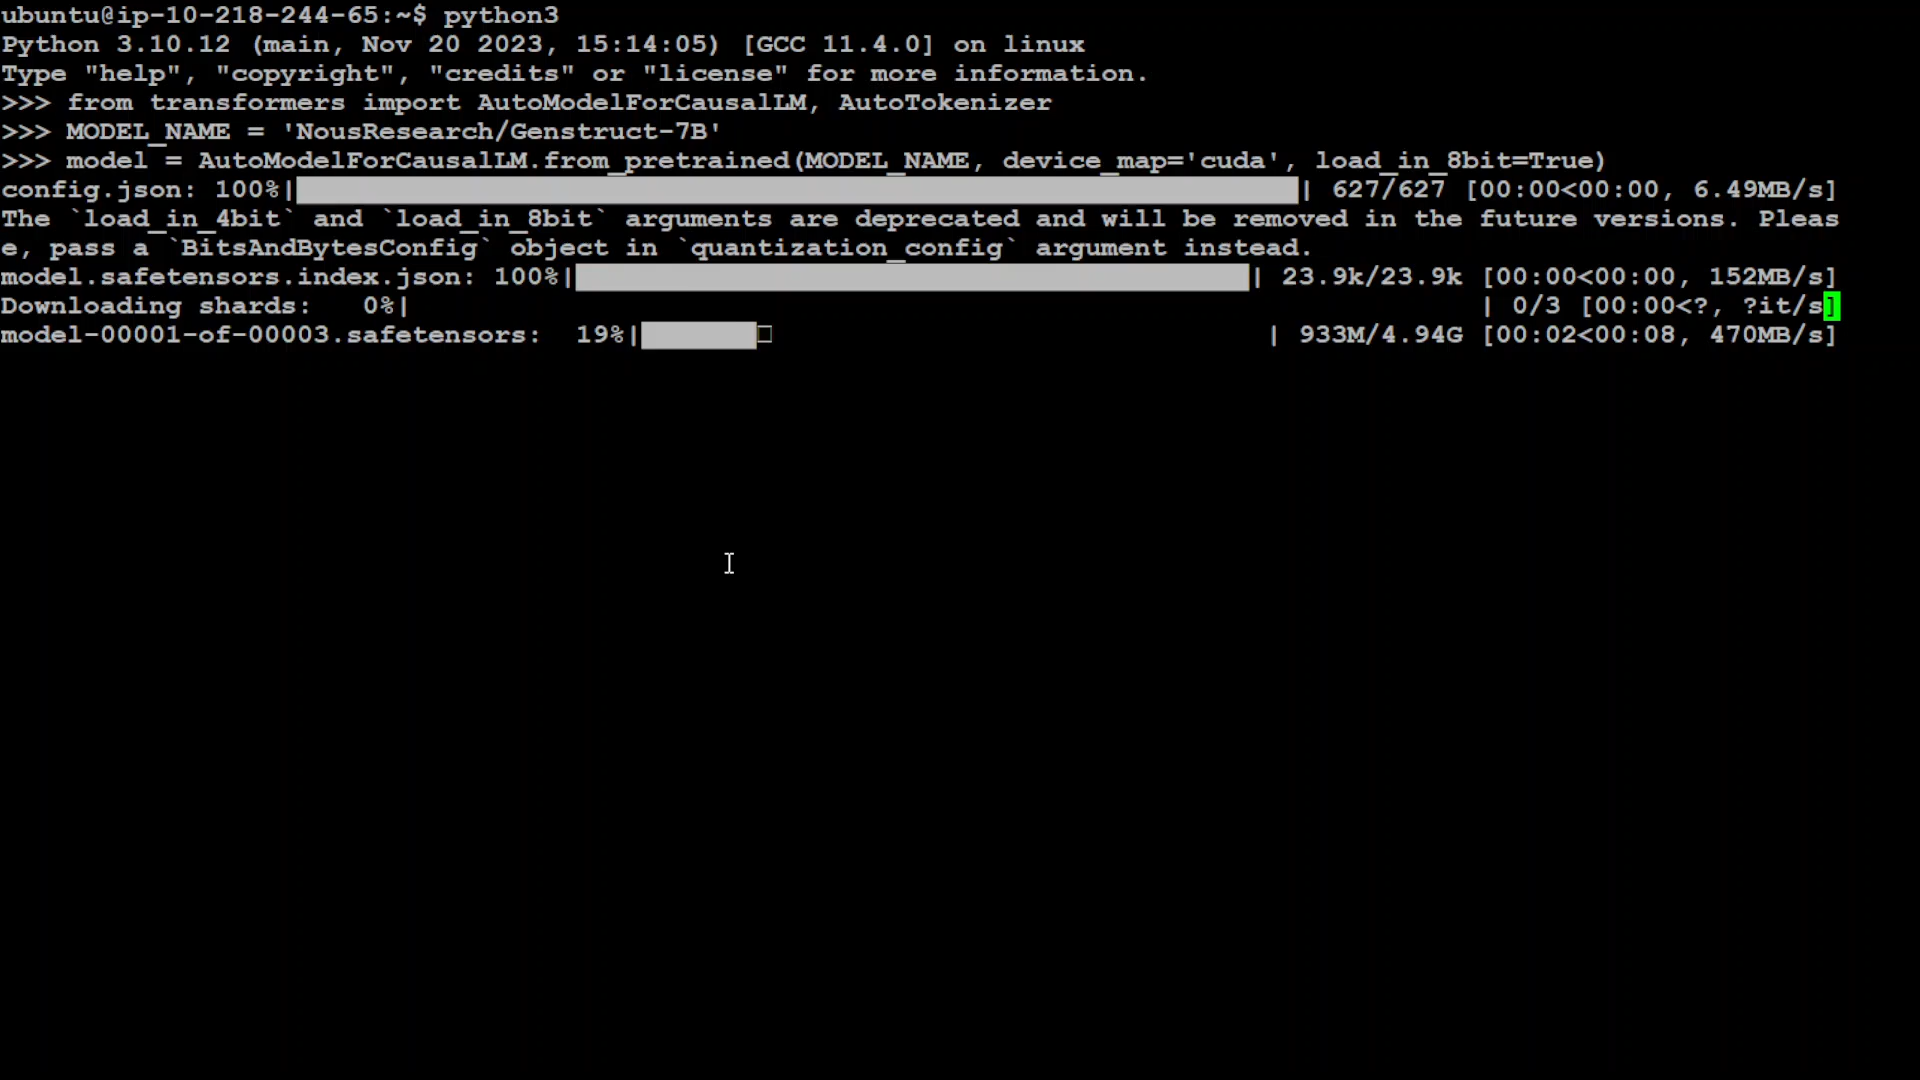 ubuntu@ip-10-218-244-65:~$ python3
Python 3.10.12 (main, Nov 20 2023, 15:14:05) [GCC 11.4.0] on linux
Type "help", "copyright", "credits" or "license" for more information.
>>> from transformers import AutoModelForCausalLM, AutoTokenizer
>>> MODEL_NAME = 'NousResearch/Genstruct-7B'
>>> model = AutoModelForCausalLM.from_pretrained(MODEL_NAME, device_map='cuda', load_in_8bit=True)
config.json: 100%| | 627/627 [00:00<00:00, 6.49MB/s]
The `load_in_4bit` and `load_in_8bit` arguments are deprecated and will be removed in the future versions. Pleas
e, pass a `BitsAndBytesConfig` object in `quantization_config` argument instead.
model.safetensors.index.json: 100%| | 23.9k/23.9k [00:00<00:00, 152MB/s]
Downloading shards:   0%| | 0/3 [00:00<?, ?it/s]
model-00001-of-00003.safetensors:  19%| | 933M/4.94G [00:02<00:08, 470MB/s]